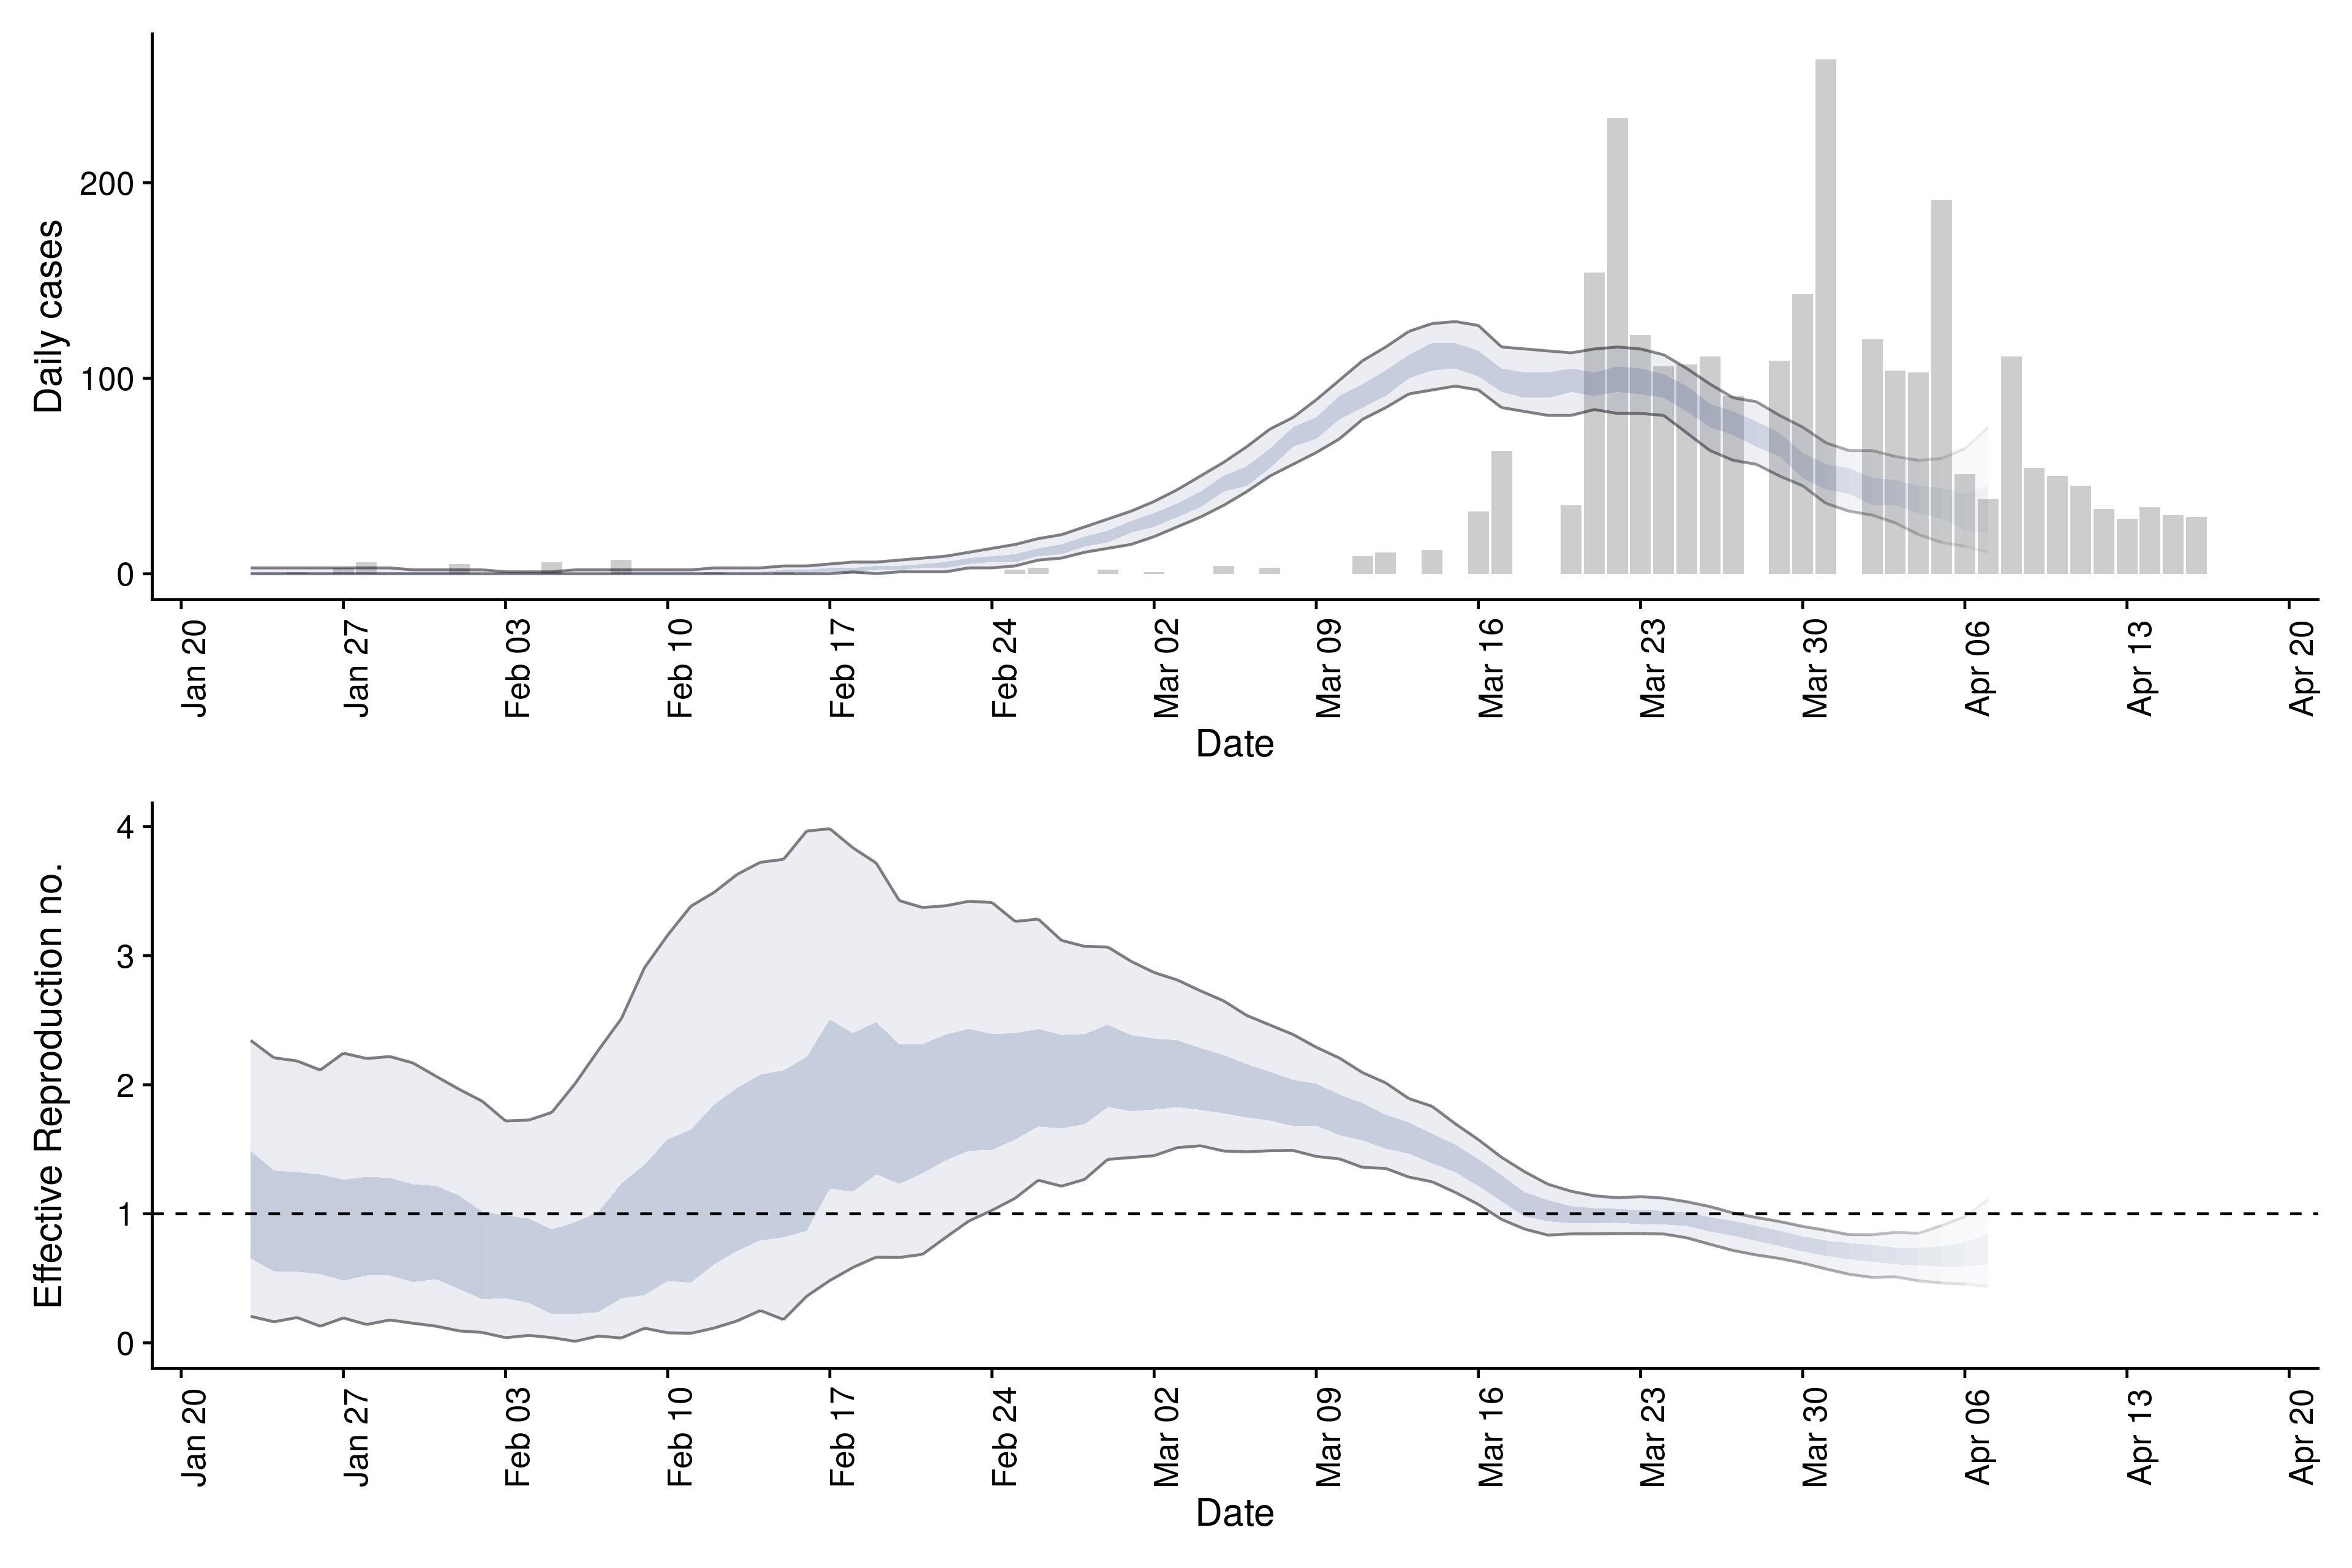 Daily cases
200
100
0
Jan 20
Jan 27
Feb 03
Feb 10
Feb 17
Feb 24
Mar 02
Mar 09
Mar 16
Mar 23
Mar 30
Apr 06
Apr 13
Apr 20
Date
Effective Reproduction no.
4
3
2
1
0
Jan 20
Jan 27
Feb 03
Feb 10
Feb 17
Feb 24
Mar 02
Mar 09
Mar 16
Mar 23
Mar 30
Apr 06
Apr 13
Apr 20
Date